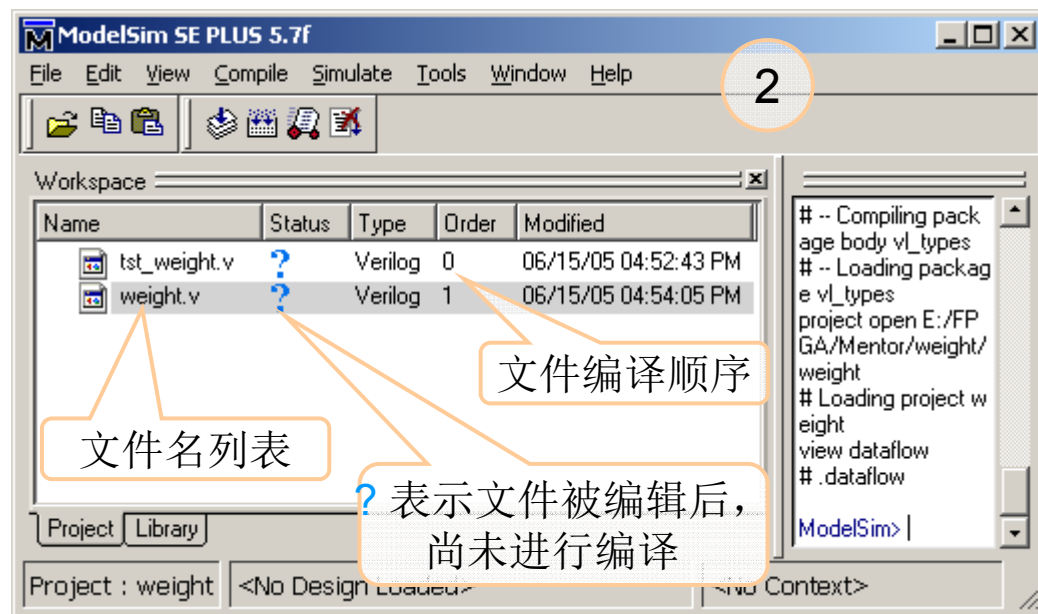 ModelSim SE PLUS 5.7f
File Edit View Compile Simulate Tools Window Help
2
Workspace
Name Status Type Order Modified
tst_weight.v ? Verilog 0 06/15/05 04:52:43 PM
weight.v ? Verilog 1 06/15/05 04:54:05 PM
文件编译顺序
文件名列表
? 表示文件被编辑后，
尚未进行编译
Project Library
# -- Compiling pack
age body vl_types
# -- Loading packag
e vl_types
project open E:/FP
GA/Mentor/weight/
weight
# Loading project w
eight
view dataflow
# .dataflow
ModelSim>
Project : weight <No Design Loaded> <No Context>